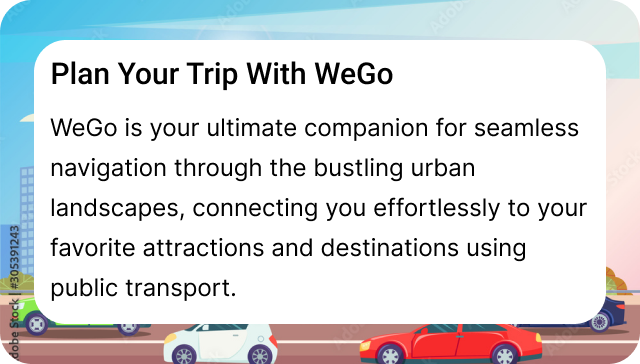 Plan Your Trip With WeGo
WeGo is your ultimate companion for seamless
navigation through the bustling urban
landscapes, connecting you effortlessly to your
favorite attractions and destinations using
public transport.
Adobe Stock | #305391243